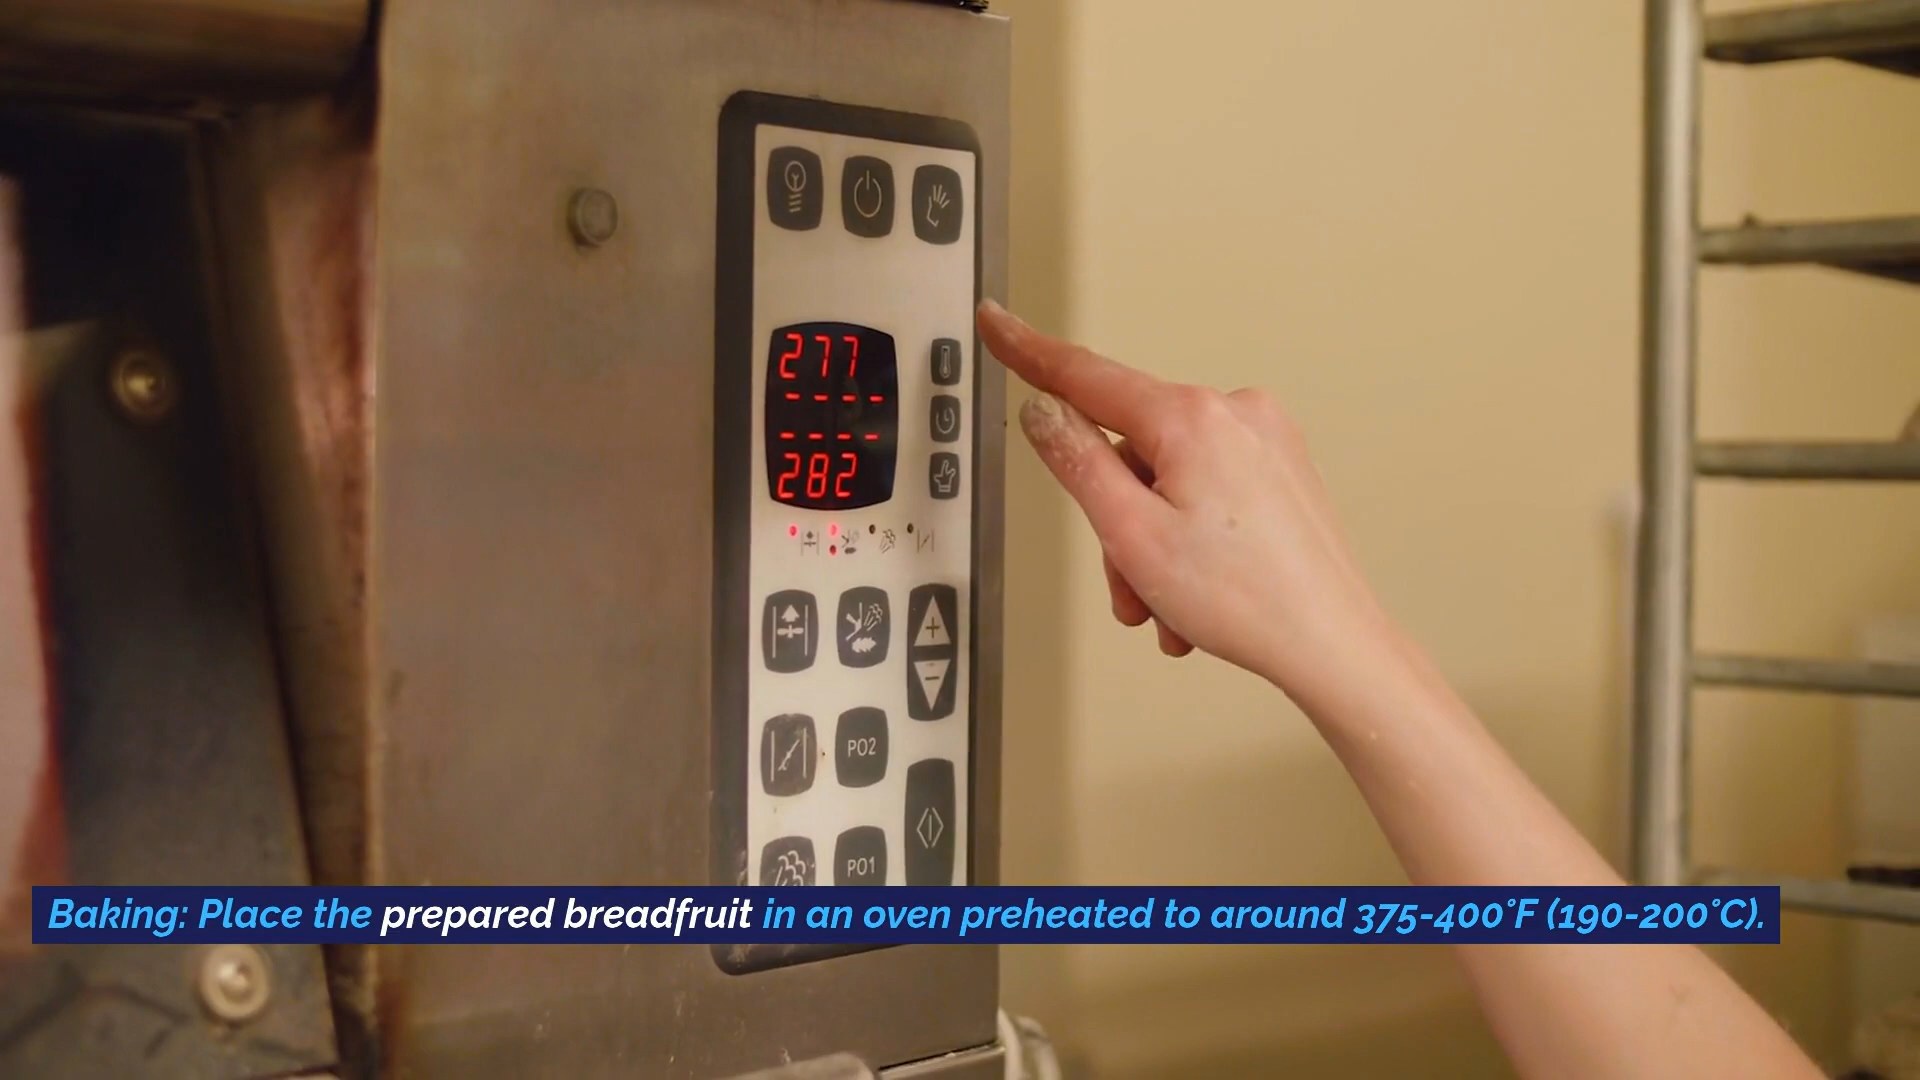 277
----
----
282
PO2
PO1
Baking: Place the prepared breadfruit in an oven preheated to around 375-400°F (190-200°C).